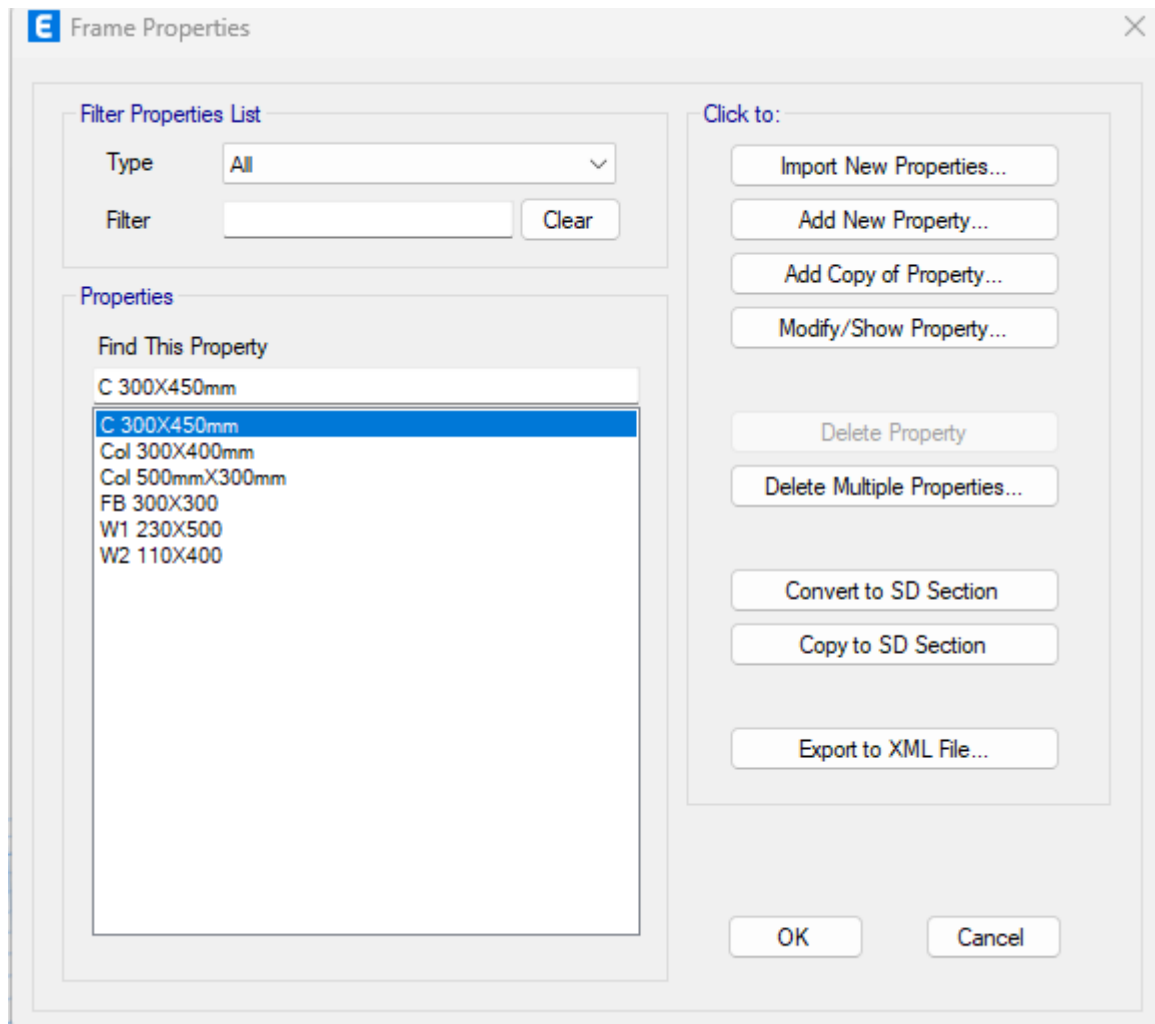 Frame Properties
Filter Properties List
Type
All
Filter
Clear
Properties
Find This Property
C 300X450mm
C 300X450mm
Col 300X400mm
Col 500mmX300mm
FB 300X300
W1 230X500
W2 110X400
Click to:
Import New Properties...
Add New Property...
Add Copy of Property...
Modify/Show Property...
Delete Property
Delete Multiple Properties...
Convert to SD Section
Copy to SD Section
Export to XML File...
OK
Cancel